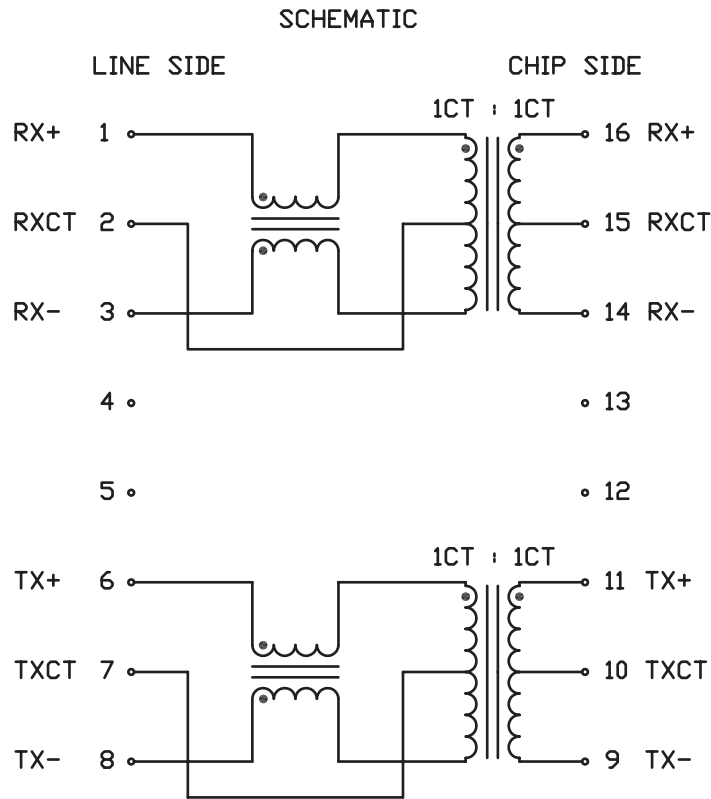 SCHEMATIC
LINE SIDE CHIP SIDE
1CT : 1CT
RX+ 1 16 RX+
RXCT 2 15 RXCT
RX- 3 14 RX-
4 13
5 12
1CT : 1CT
TX+ 6 11 TX+
TXCT 7 10 TXCT
TX- 8 9 TX-